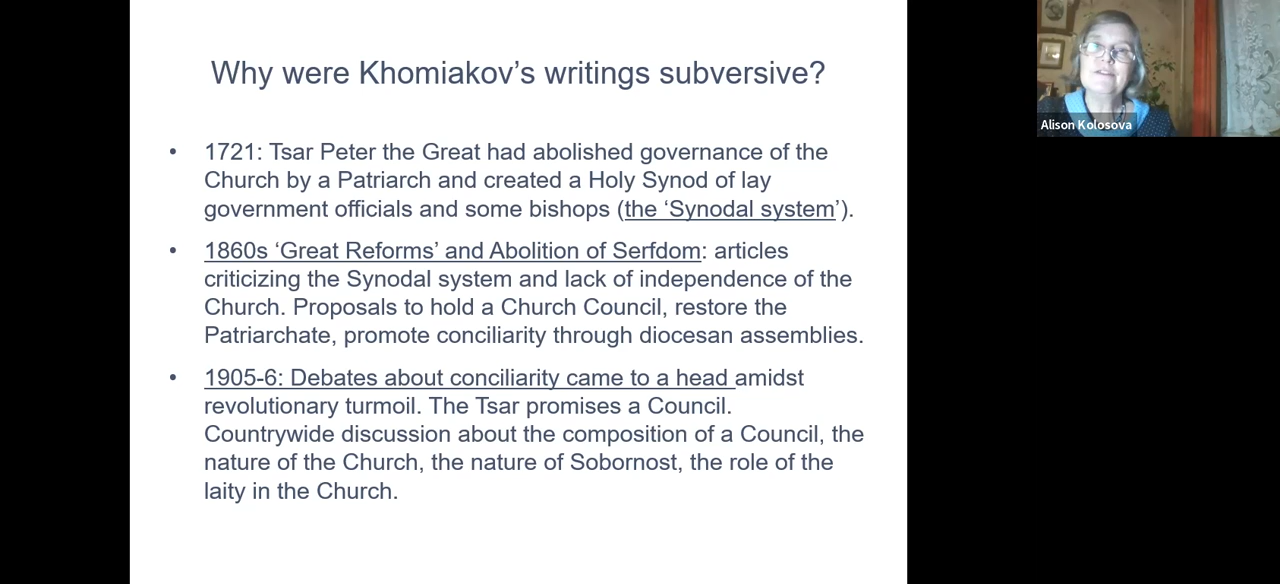 Why were Khomiakov’s writings subversive?
• 1721: Tsar Peter the Great had abolished governance of the
Church by a Patriarch and created a Holy Synod of lay
government officials and some bishops (the ‘Synodal system’).
• 1860s ‘Great Reforms’ and Abolition of Serfdom: articles
criticizing the Synodal system and lack of independence of the
Church. Proposals to hold a Church Council, restore the
Patriarchate, promote conciliarity through diocesan assemblies.
• 1905-6: Debates about conciliarity came to a head amidst
revolutionary turmoil. The Tsar promises a Council.
Countrywide discussion about the composition of a Council, the
nature of the Church, the nature of Sobornost, the role of the
laity in the Church.
Alison Kolosova